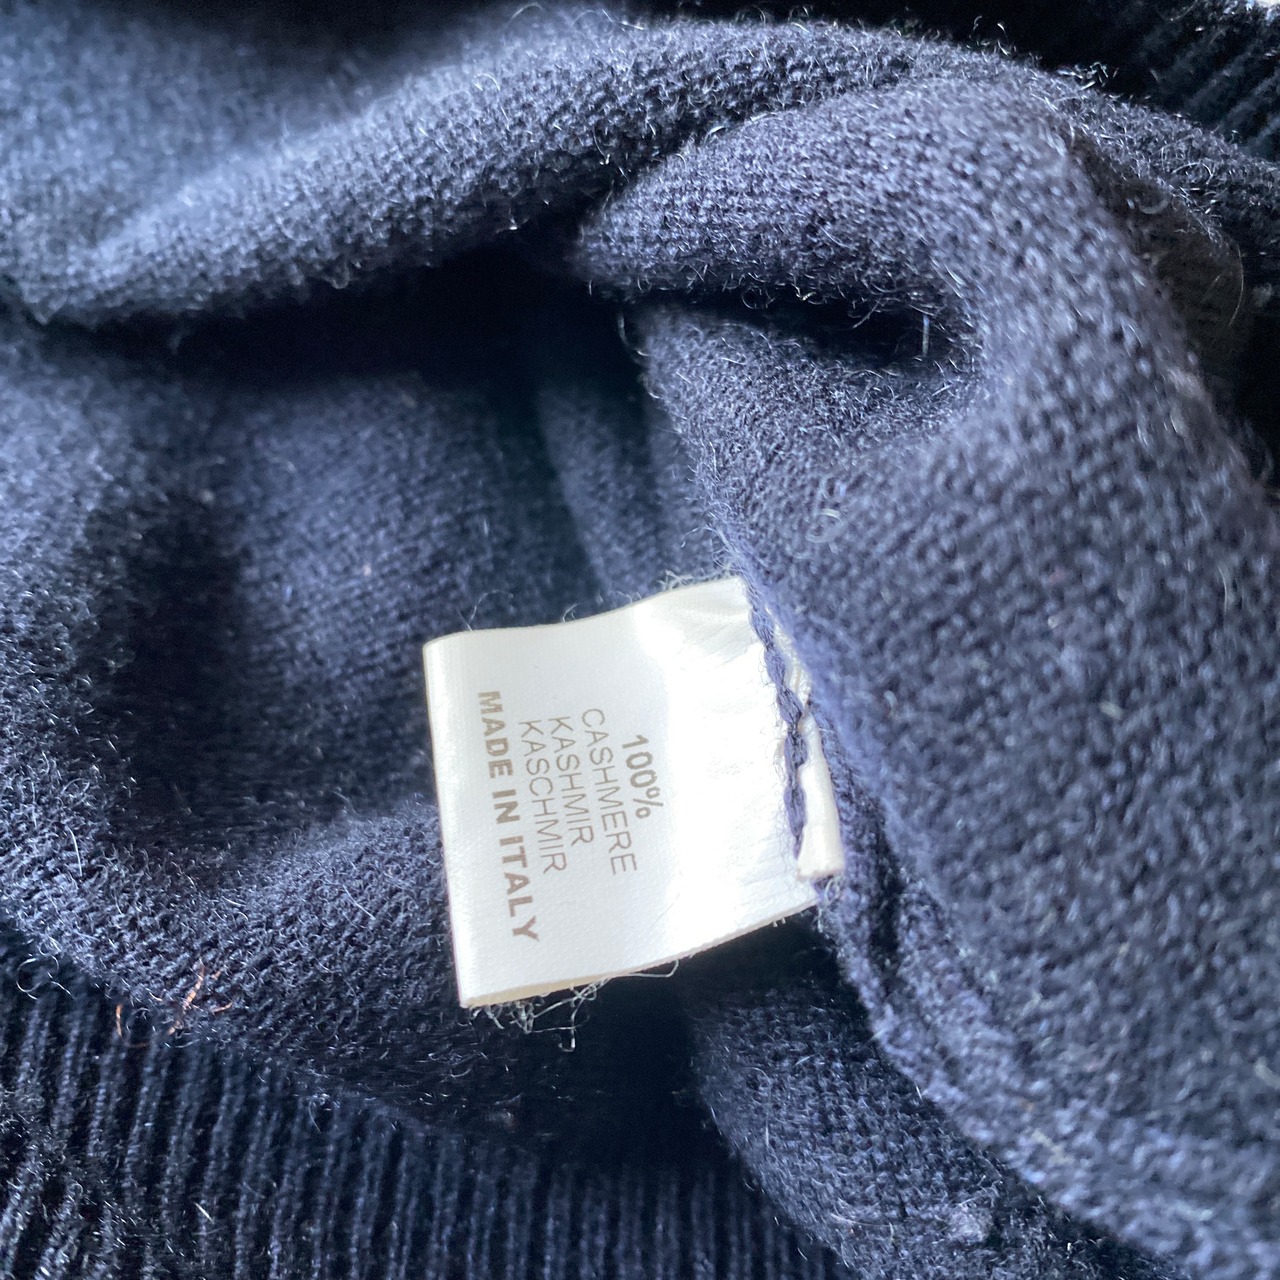 100%
CASHMERE
KASHMIR
KASCHMIR
MADE IN ITALY